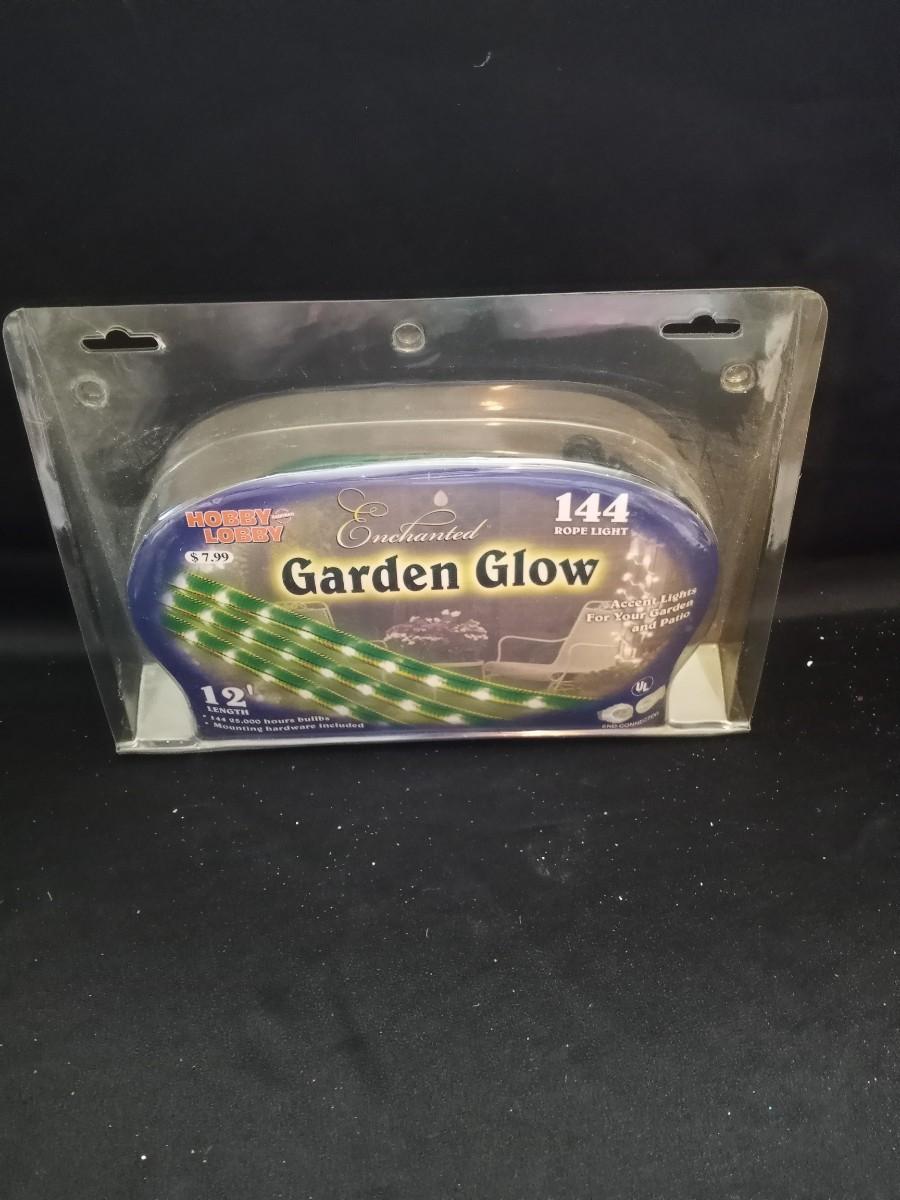 HOBBY
LOBBY
$ 7.99
Enchanted
Garden Glow
144
ROPE LIGHT
Accent Lights
For Your Garden
and Patio
12'
LENGTH
• 144 25,000 hours bulbs
• Mounting hardware included
UL
END CONNECTOR